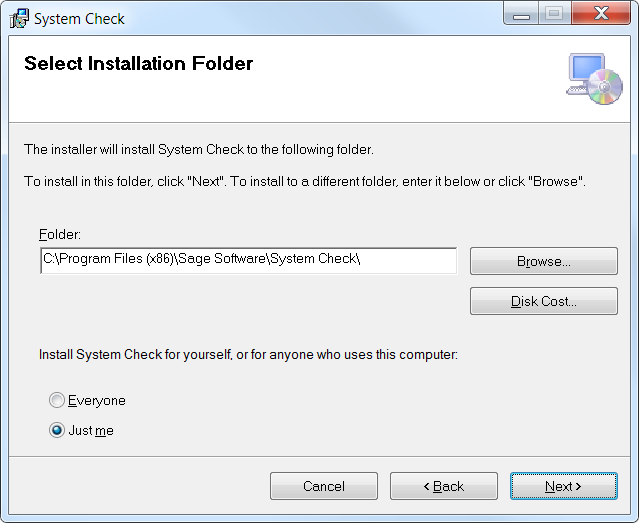 System Check
Select Installation Folder
The installer will install System Check to the following folder.
To install in this folder, click "Next". To install to a different folder, enter it below or click "Browse".
Folder:
C:\Program Files (x86)\Sage Software\System Check\
Browse...
Disk Cost...
Install System Check for yourself, or for anyone who uses this computer:
Everyone
Just me
Cancel
< Back
Next >